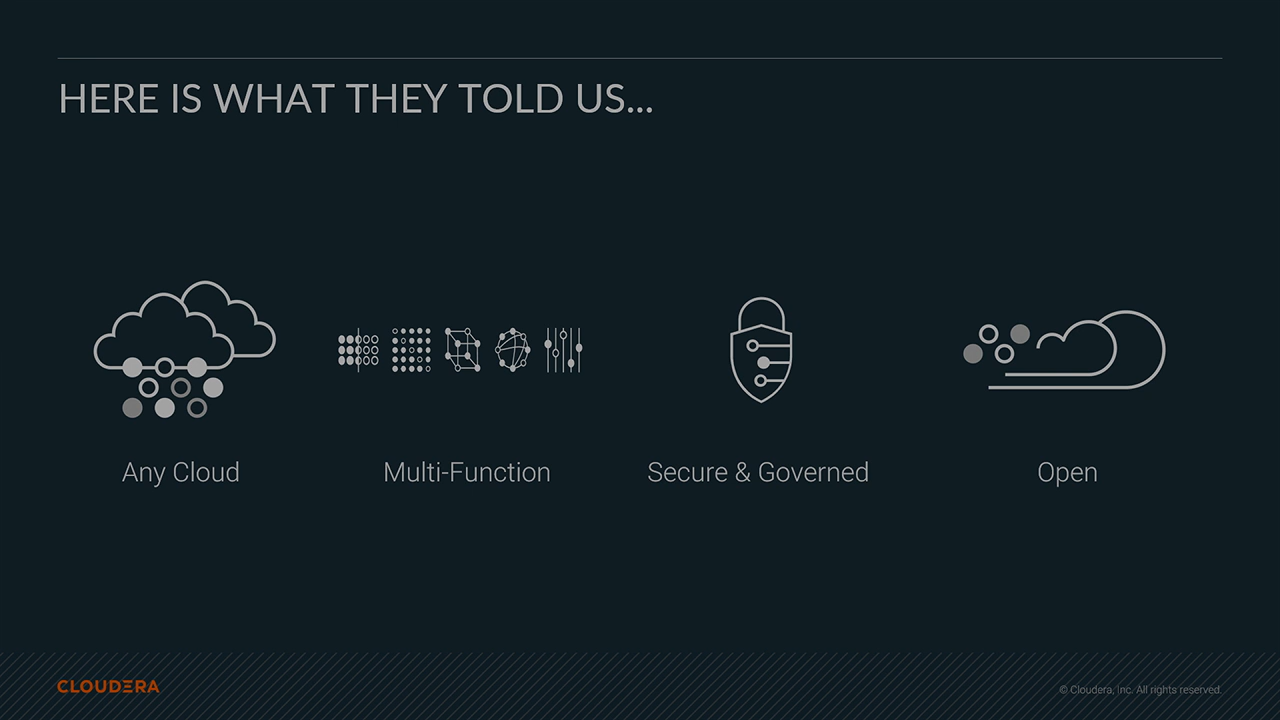 HERE IS WHAT THEY TOLD US...
Any Cloud
Multi-Function
Secure & Governed
Open
CLOUDERA
© Cloudera, Inc. All rights reserved.